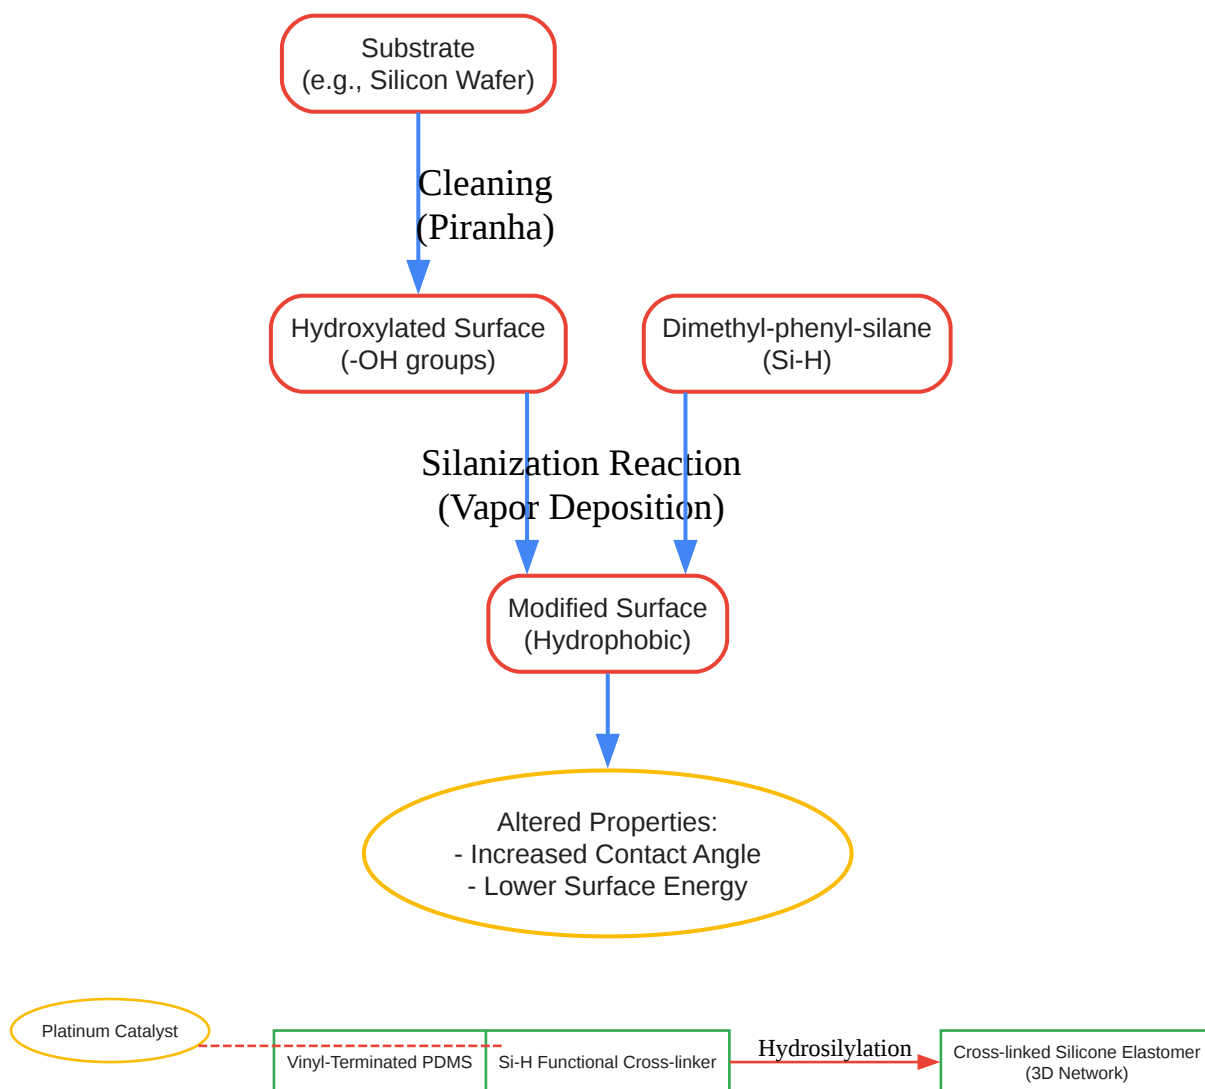 Substrate
(e.g., Silicon Wafer)
Cleaning
(Piranha)
Hydroxylated Surface
(-OH groups)
Dimethyl-phenyl-silane
(Si-H)
Silanization Reaction
(Vapor Deposition)
Modified Surface
(Hydrophobic)
Altered Properties:
- Increased Contact Angle
- Lower Surface Energy
Platinum Catalyst
Vinyl-Terminated PDMS
Si-H Functional Cross-linker
Hydrosilylation
Cross-linked Silicone Elastomer
(3D Network)